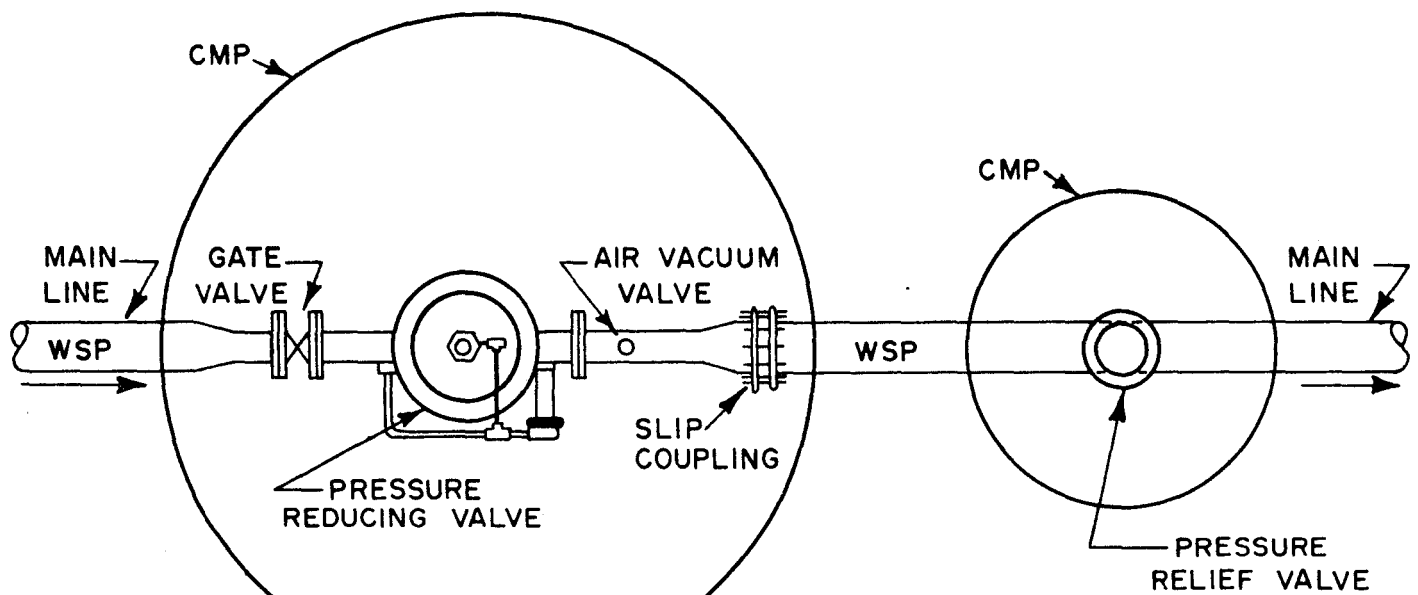 CMP
CMP
MAIN
LINE
GATE
VALVE
AIR VACUUM
VALVE
MAIN
LINE
WSP
WSP
SLIP
COUPLING
PRESSURE
REDUCING VALVE
PRESSURE
RELIEF VALVE